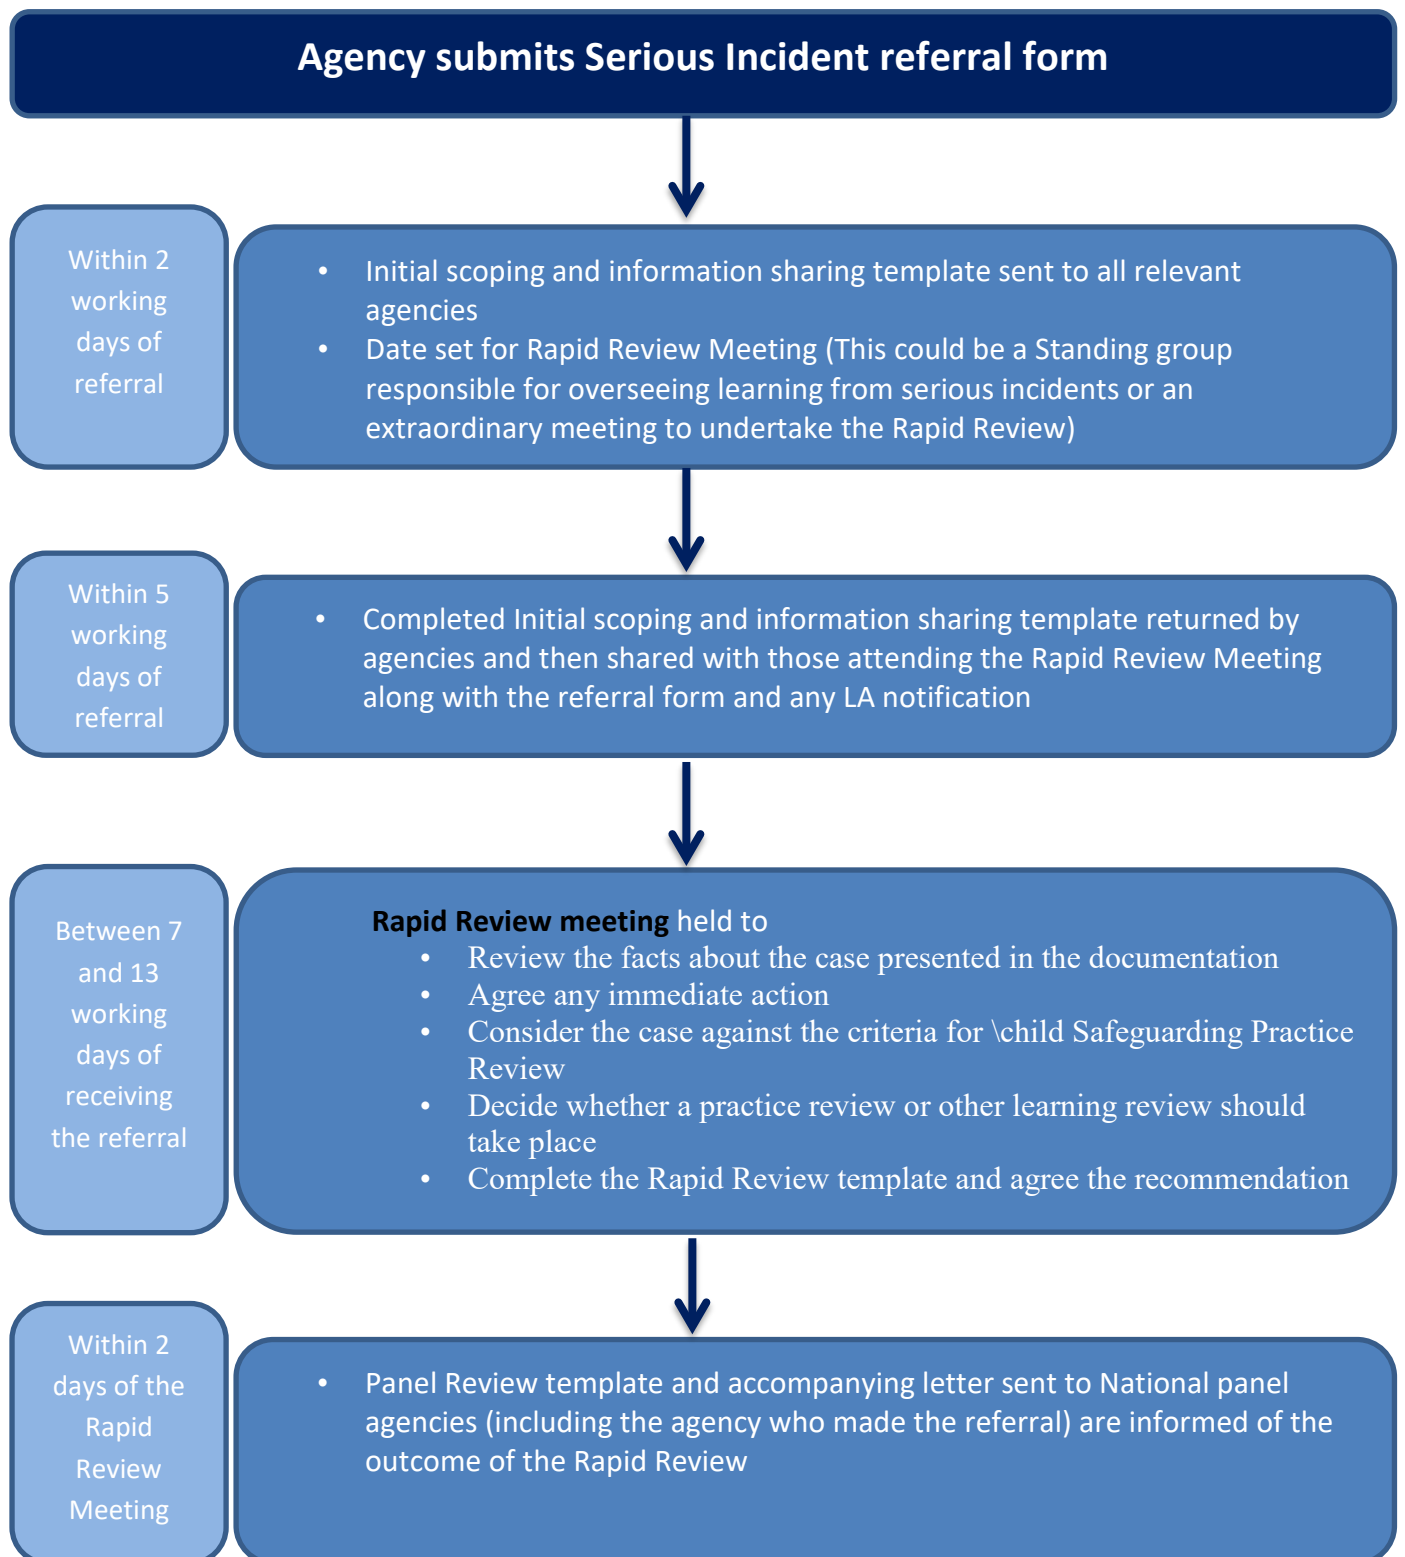 Agency submits Serious Incident referral form
Within 2
working
days of
referral
• Initial scoping and information sharing template sent to all relevant
agencies
• Date set for Rapid Review Meeting (This could be a Standing group
responsible for overseeing learning from serious incidents or an
extraordinary meeting to undertake the Rapid Review)
Within 5
working
days of
referral
• Completed Initial scoping and information sharing template returned by
agencies and then shared with those attending the Rapid Review Meeting
along with the referral form and any LA notification
Between 7
and 13
working
days of
receiving
the referral
Rapid Review meeting held to
• Review the facts about the case presented in the documentation
• Agree any immediate action
• Consider the case against the criteria for \child Safeguarding Practice
Review
• Decide whether a practice review or other learning review should
take place
• Complete the Rapid Review template and agree the recommendation
Within 2
days of the
Rapid
Review
Meeting
• Panel Review template and accompanying letter sent to National panel
agencies (including the agency who made the referral) are informed of the
outcome of the Rapid Review